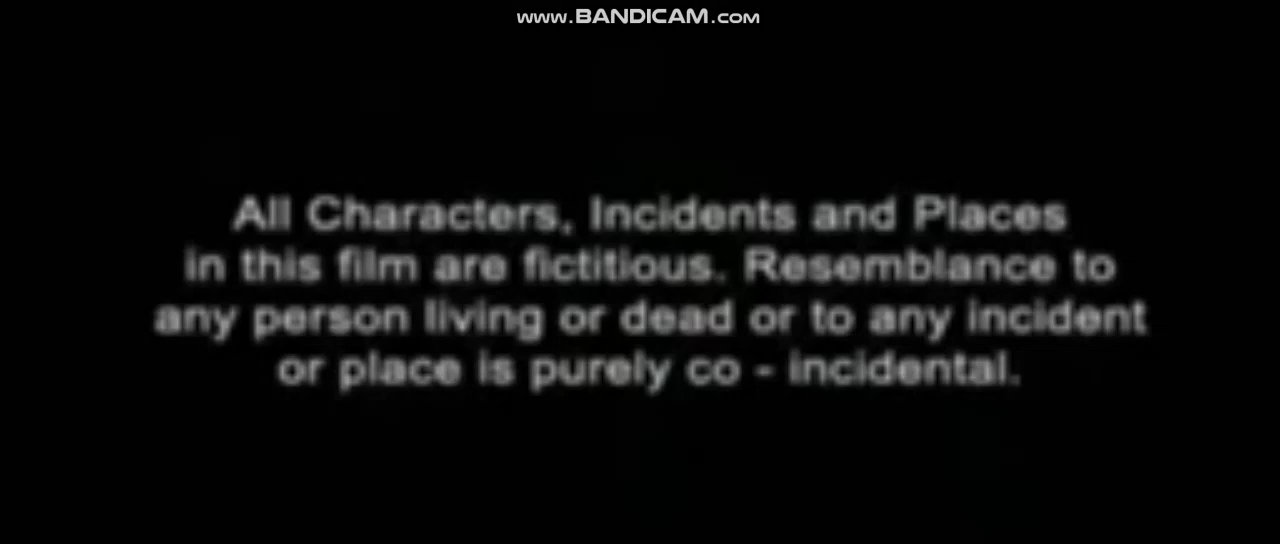 www.BANDICAM.com
All Characters, Incidents and Places
in this film are fictitious. Resemblance to
any person living or dead or to any incident
or place is purely co - incidental.